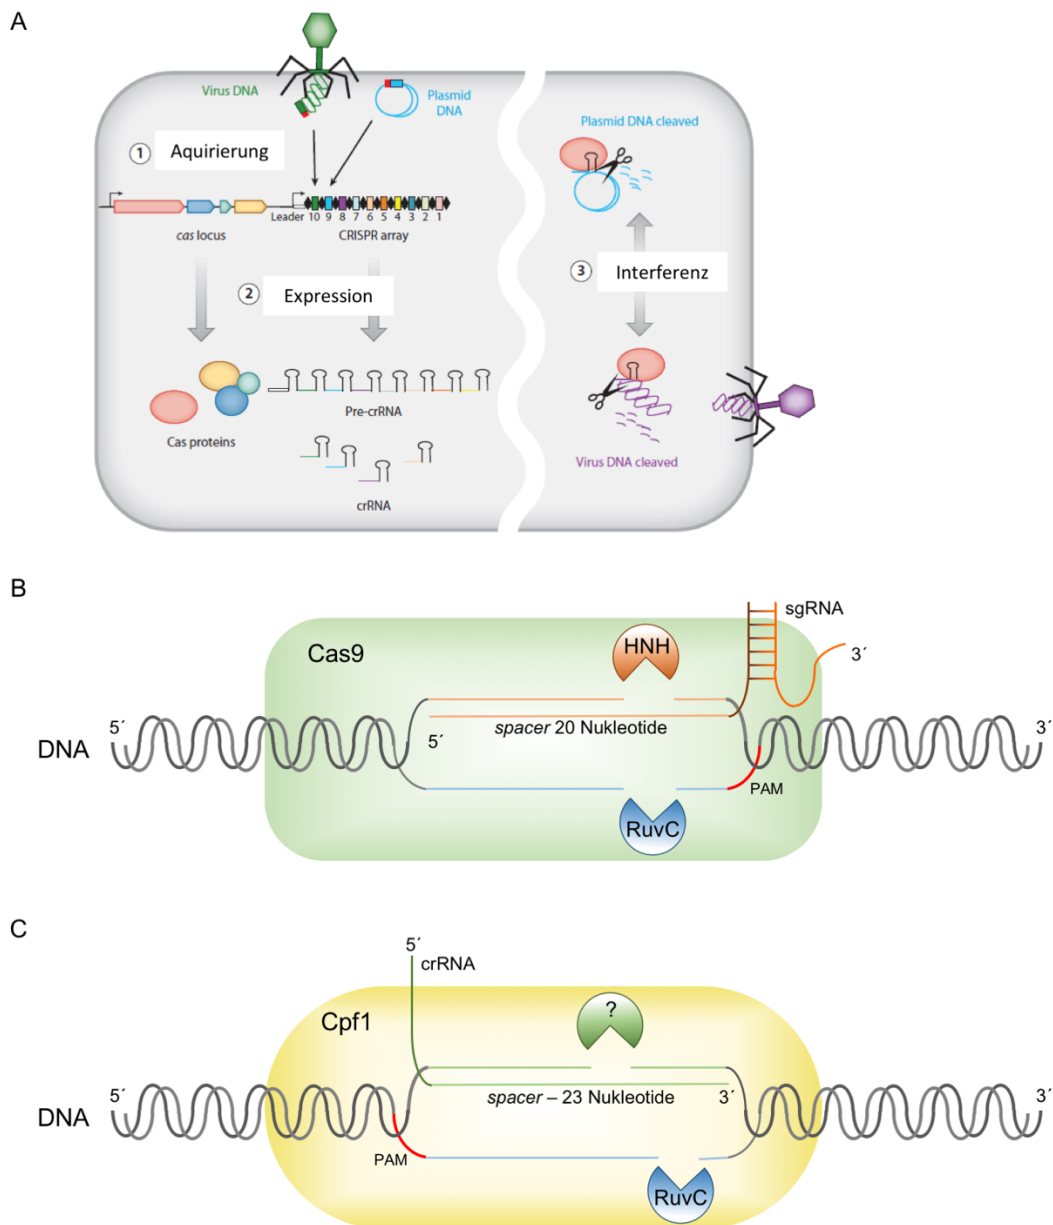 A
Virus DNA
Plasmid
DNA
Plasmid DNA cleaved
1 Aquirierung
Leader 10 9 8 7 6 5 4 3 2 1
cas locus
CRISPR array
3 Interferenz
2 Expression
Pre-crRNA
Cas proteins
Virus DNA cleaved
crRNA
B
sgRNA
Cas9
HNH
3´
5´
spacer 20 Nukleotide
3´
DNA
5´
PAM
RuvC
C
5´
crRNA
?
Cpf1
5´
spacer – 23 Nukleotide
3´
3´
DNA
PAM
RuvC